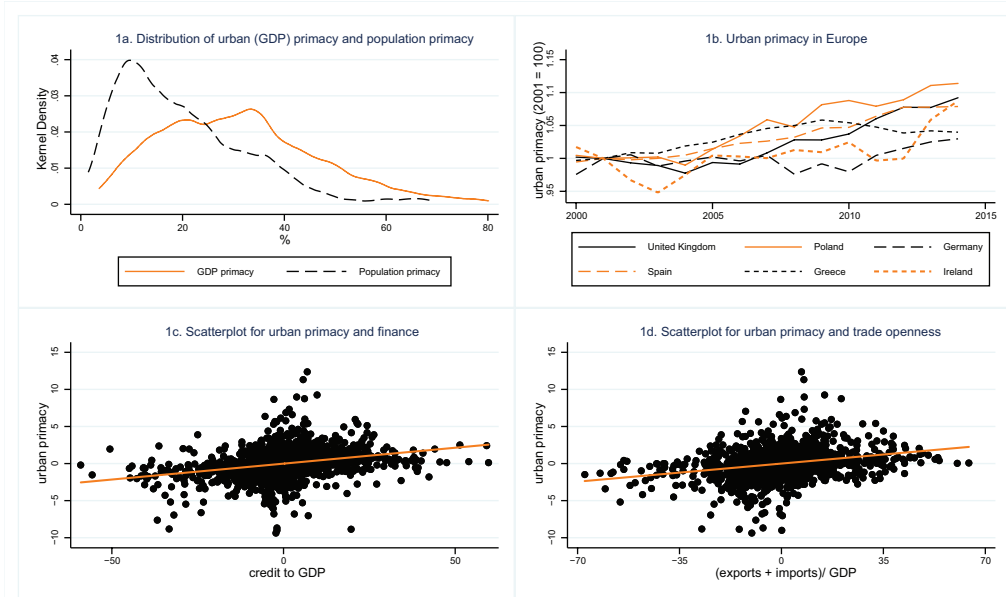 1a. Distribution of urban (GDP) primacy and population primacy
Kernel Density
.04
.03
.02
.01
0
0 20 40 60 80
%
GDP primacy Population primacy
1b. Urban primacy in Europe
urban primacy (2001 = 100)
1.15
1.1
1.05
1
.95
2000 2005 2010 2015
United Kingdom Poland Germany
Spain Greece Ireland
1c. Scatterplot for urban primacy and finance
urban primacy
15
10
5
0
−5
−10
−50 0 50
credit to GDP
1d. Scatterplot for urban primacy and trade openness
urban primacy
15
10
5
0
−5
−10
−70 −35 0 35 70
(exports + imports)/ GDP